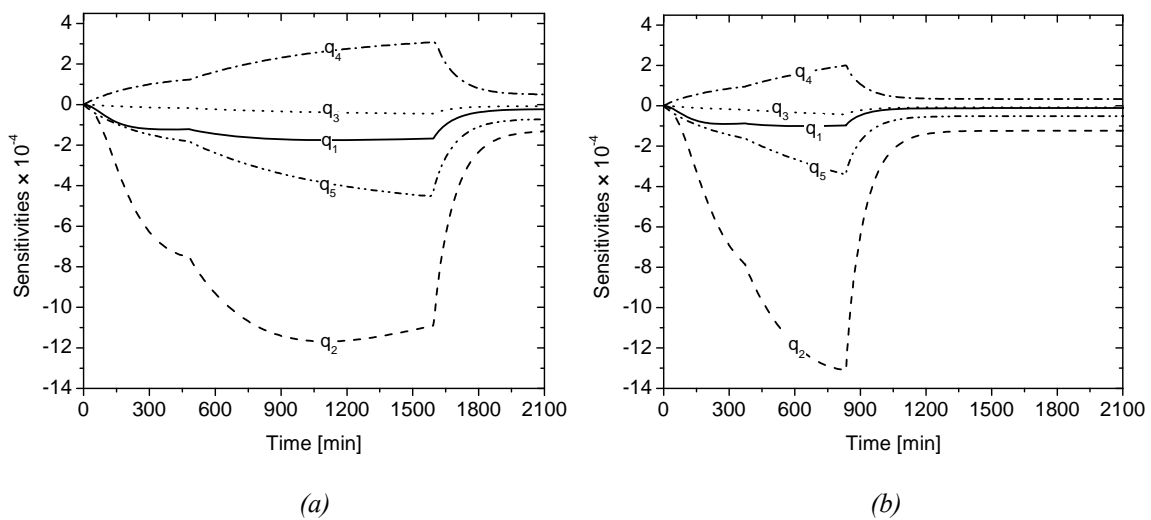 4
2
0
-2
-4
-6
-8
-10
-12
-14
Sensitivities × 10⁻⁴
q₄
q₃
q₁
q₅
q₂
0 300 600 900 1200 1500 1800 2100
Time [min]
(a)
4
2
0
-2
-4
-6
-8
-10
-12
-14
Sensitivities × 10⁻⁴
q₄
q₃
q₁
q₅
q₂
0 300 600 900 1200 1500 1800 2100
Time [min]
(b)